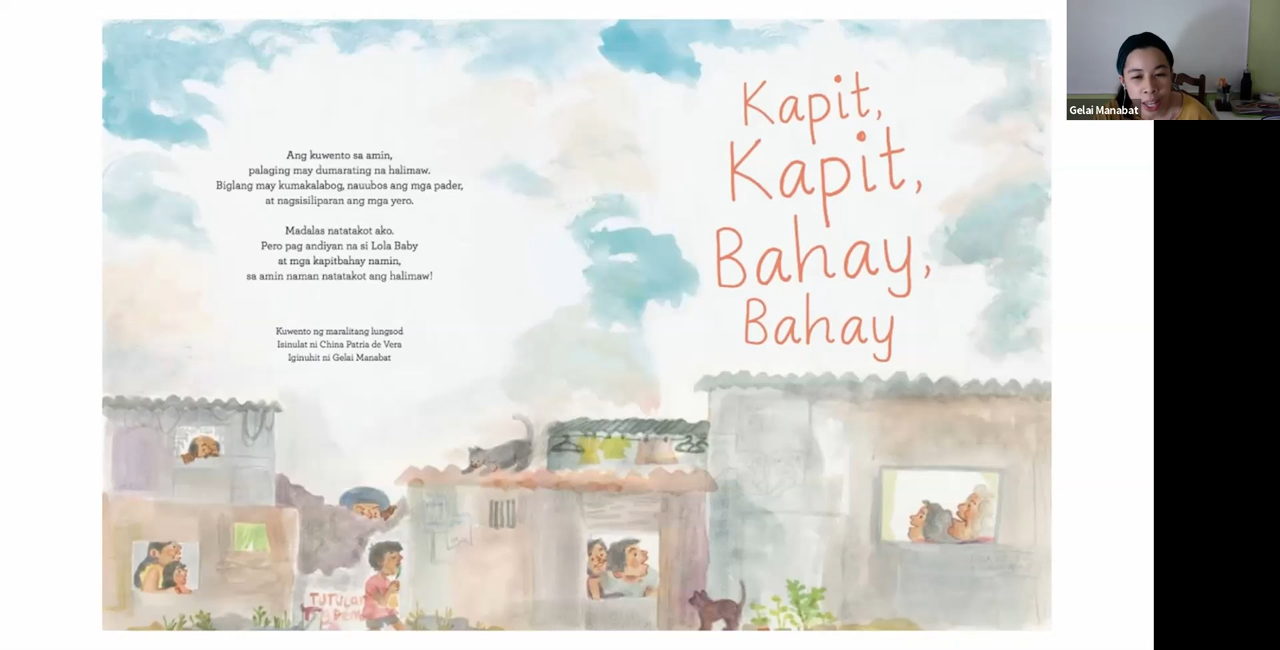 Ang kuwento sa amin,
palaging may dumarating na halimaw.
Biglang may kumakalabog, nauubos ang mga pader,
at nagsisiliparan ang mga yero.
Madalas natatakot ako.
Pero pag andiyan na si Lola Baby
at mga kapitbahay namin,
sa amin naman natatakot ang halimaw!
Kuwento ng maralitang lungsod
Isinulat ni China Patria de Vera
Iginuhit ni Gelai Manabat
Kapit,
Kapit,
Bahay,
Bahay
Gelai Manabat